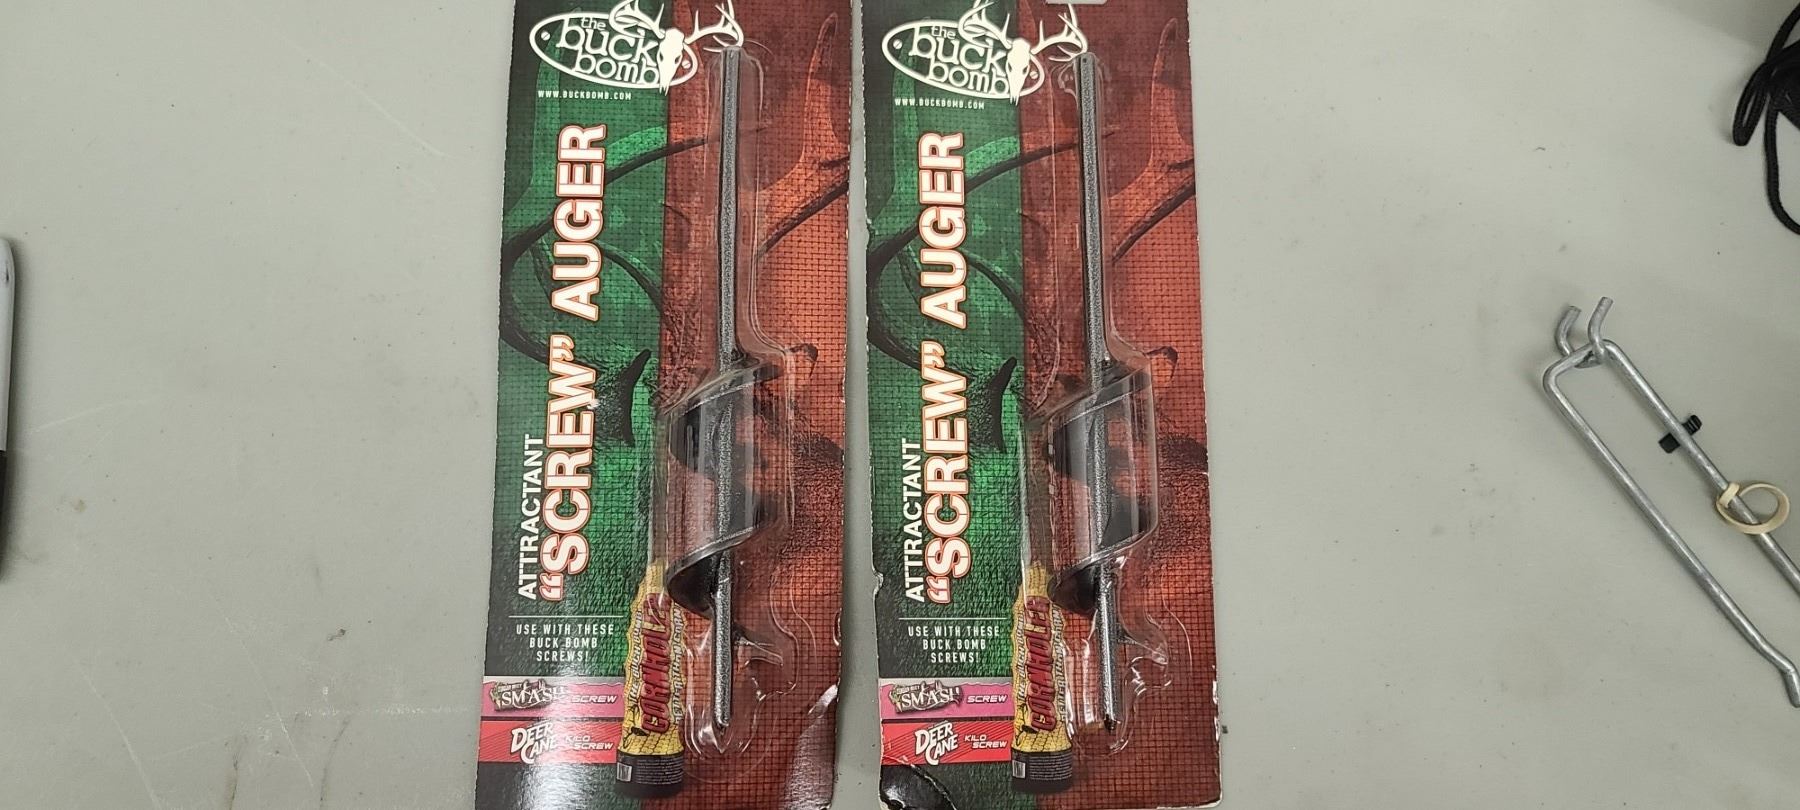 the
buck
bomb
WWW.BUCKBOMB.COM
ATTRACTANT
"SCREW" AUGER
USE WITH THESE
BUCK BOMB
SCREWS!
SMASH SCREW
DEER
CANE
KILO
SCREW
CORNHOLER
the
buck
bomb
WWW.BUCKBOMB.COM
ATTRACTANT
"SCREW" AUGER
USE WITH THESE
BUCK BOMB
SCREWS!
SMASH SCREW
DEER
CANE
KILO
SCREW
CORNHOLER